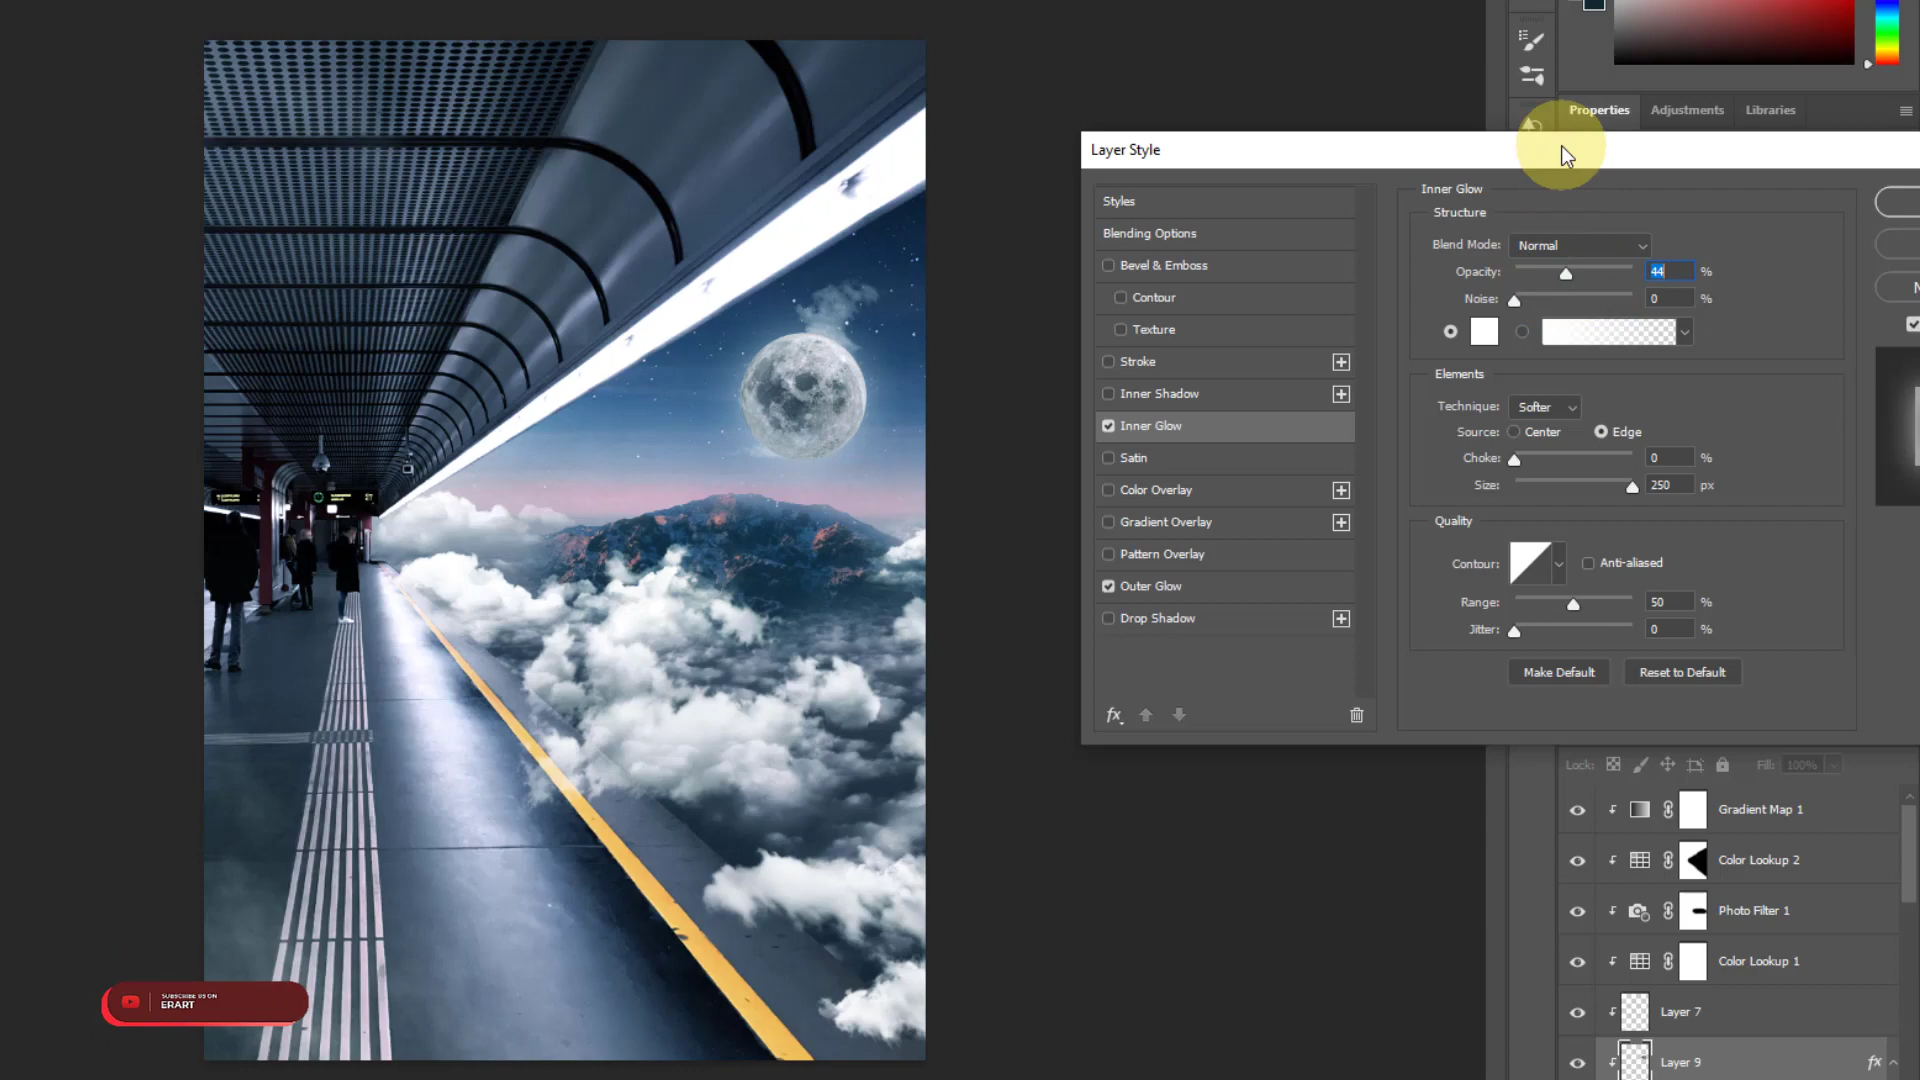 Properties
Adjustments
Libraries
Layer Style
Styles
Blending Options
Bevel & Emboss
Contour
Texture
Stroke
Inner Shadow
Inner Glow
Satin
Color Overlay
Gradient Overlay
Pattern Overlay
Outer Glow
Drop Shadow
fx
Inner Glow
Structure
Blend Mode: Normal
Opacity: 44 %
Noise: 0 %
Elements
Technique: Softer
Source: Center Edge
Choke: 0 %
Size: 250 px
Quality
Contour: Anti-aliased
Range: 50 %
Jitter: 0 %
Make Default
Reset to Default
N
Lock:
Fill: 100%
Gradient Map 1
Color Lookup 2
Photo Filter 1
Color Lookup 1
Layer 7
Layer 9
fx
SUBSCRIBE US ON
ERART